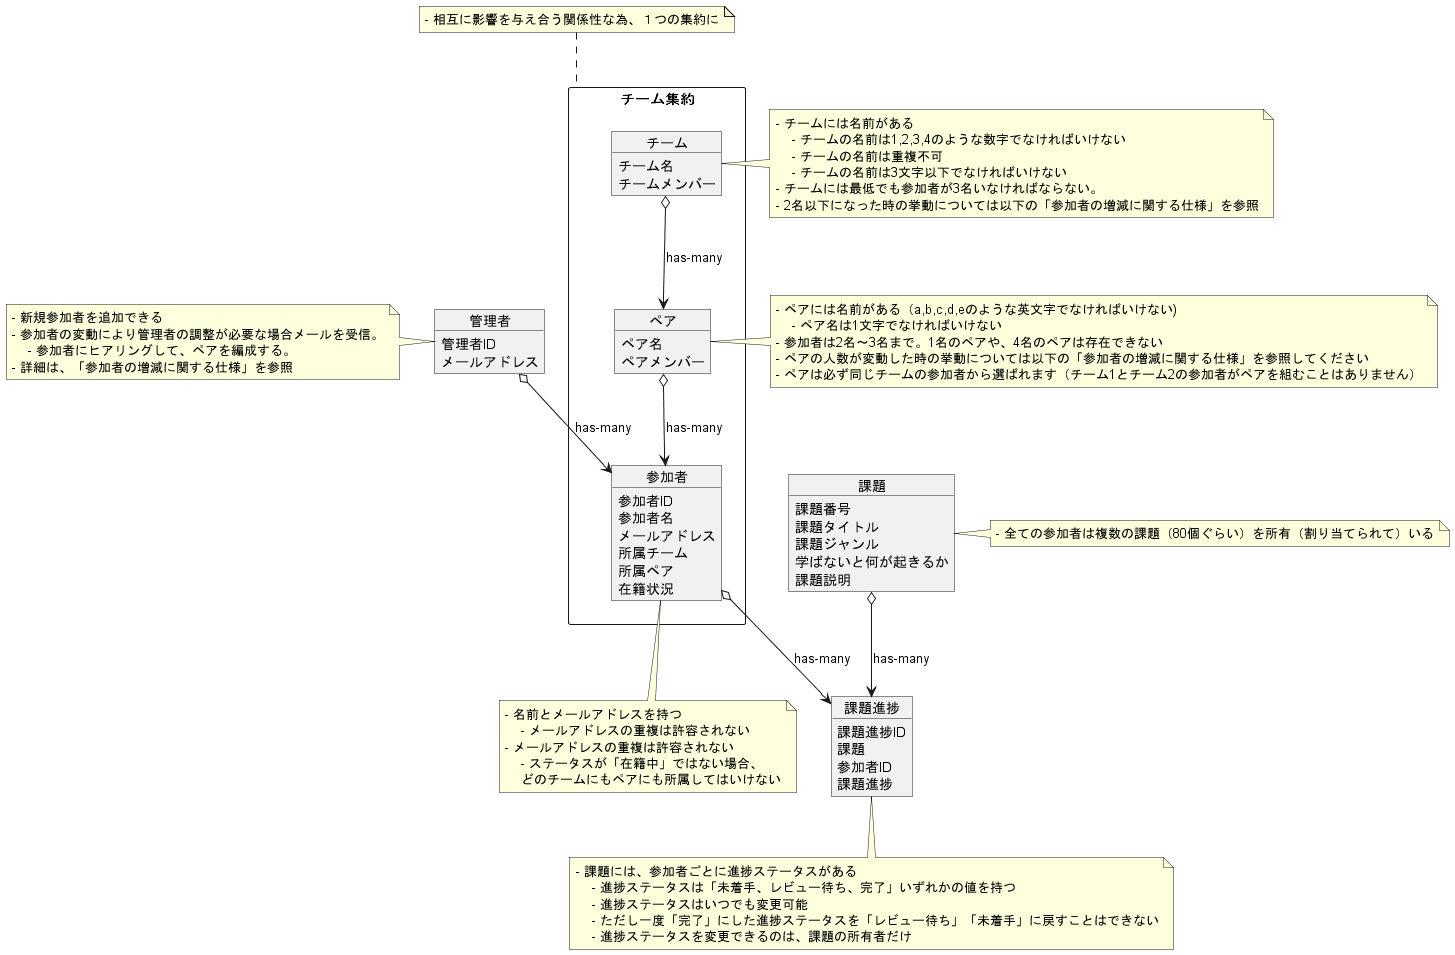 - 相互に影響を与え合う関係性な為、１つの集約に
チーム集約
チーム
チーム名
チームメンバー
- チームには名前がある
- チームの名前は1,2,3,4のような数字でなければいけない
- チームの名前は重複不可
- チームの名前は3文字以下でなければいけない
- チームには最低でも参加者が3名いなければならない。
- 2名以下になった時の挙動については以下の「参加者の増減に関する仕様」を参照
has-many
- 新規参加者を追加できる
- 参加者の変動により管理者の調整が必要な場合メールを受信。
- 参加者にヒアリングして、ペアを編成する。
- 詳細は、「参加者の増減に関する仕様」を参照
管理者
管理者ID
メールアドレス
ペア
ペア名
ペアメンバー
- ペアには名前がある（a,b,c,d,eのような英文字でなければいけない)
- ペア名は1文字でなければいけない
- 参加者は2名〜3名まで。1名のペアや、4名のペアは存在できない
- ペアの人数が変動した時の挙動については以下の「参加者の増減に関する仕様」を参照してください
- ペアは必ず同じチームの参加者から選ばれます（チーム1とチーム2の参加者がペアを組むことはありません）
has-many
has-many
参加者
参加者ID
参加者名
メールアドレス
所属チーム
所属ペア
在籍状況
課題
課題番号
課題タイトル
課題ジャンル
学ばないと何が起きるか
課題説明
- 全ての参加者は複数の課題（80個ぐらい）を所有（割り当てられて）いる
has-many
has-many
- 名前とメールアドレスを持つ
- メールアドレスの重複は許容されない
- メールアドレスの重複は許容されない
- ステータスが「在籍中」ではない場合、
どのチームにもペアにも所属してはいけない
課題進捗
課題進捗ID
課題
参加者ID
課題進捗
- 課題には、参加者ごとに進捗ステータスがある
- 進捗ステータスは「未着手、レビュー待ち、完了」いずれかの値を持つ
- 進捗ステータスはいつでも変更可能
- ただし一度「完了」にした進捗ステータスを「レビュー待ち」「未着手」に戻すことはできない
- 進捗ステータスを変更できるのは、課題の所有者だけ